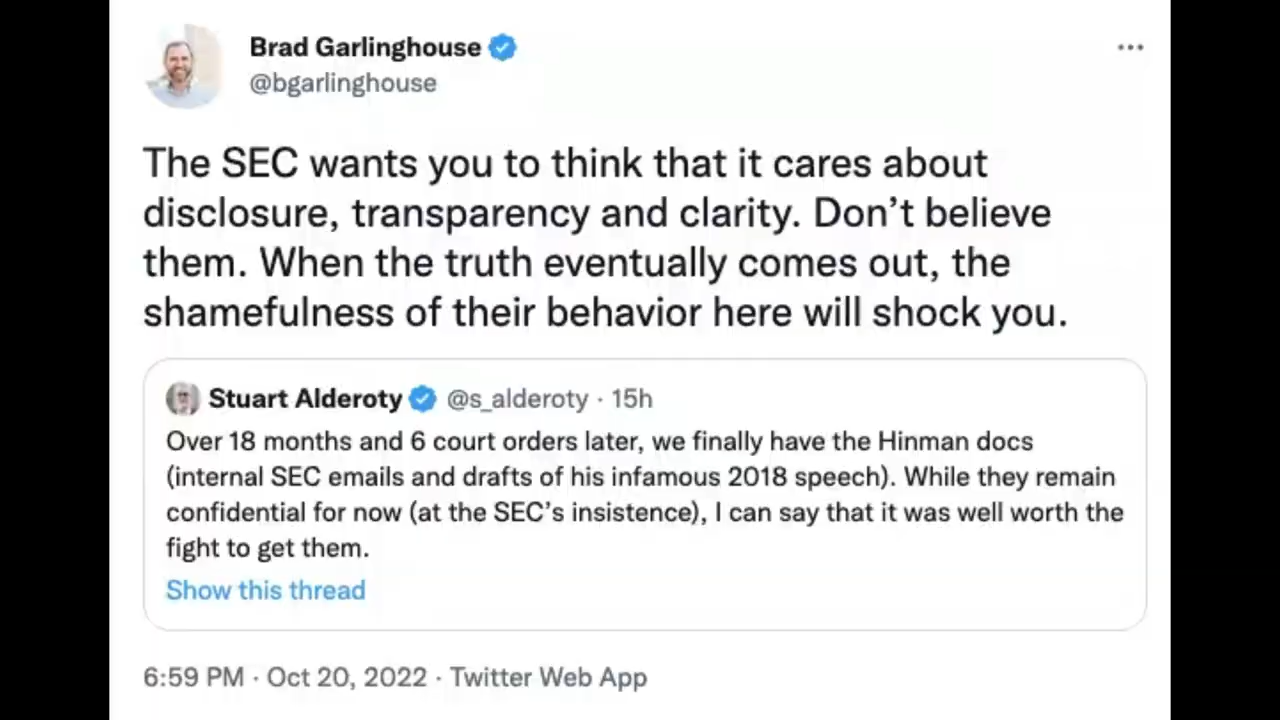 Brad Garlinghouse
@bgarlinghouse
The SEC wants you to think that it cares about
disclosure, transparency and clarity. Don’t believe
them. When the truth eventually comes out, the
shamefulness of their behavior here will shock you.
Stuart Alderoty @s_alderoty · 15h
Over 18 months and 6 court orders later, we finally have the Hinman docs
(internal SEC emails and drafts of his infamous 2018 speech). While they remain
confidential for now (at the SEC’s insistence), I can say that it was well worth the
fight to get them.
Show this thread
6:59 PM · Oct 20, 2022 · Twitter Web App